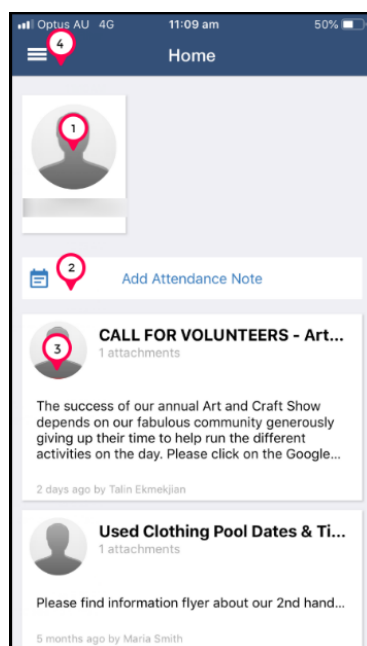 Optus AU 4G 11:09 am 50%
4
Home
1
2
Add Attendance Note
3
CALL FOR VOLUNTEERS - Art...
1 attachments
The success of our annual Art and Craft Show
depends on our fabulous community generously
giving up their time to help run the different
activities on the day. Please click on the Google...
2 days ago by Talin Ekmekjian
Used Clothing Pool Dates & Ti...
1 attachments
Please find information flyer about our 2nd hand...
5 months ago by Maria Smith